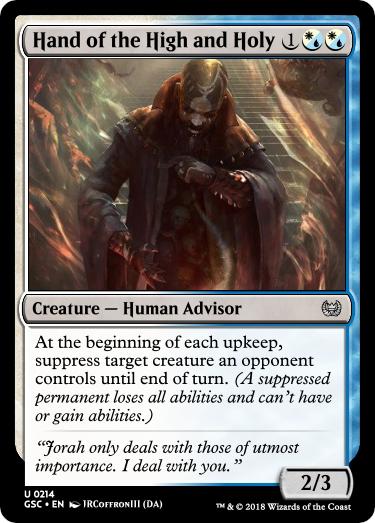 Hand of the High and Holy 1
Creature — Human Advisor
At the beginning of each upkeep,
suppress target creature an opponent
controls until end of turn. (A suppressed
permanent loses all abilities and can't have
or gain abilities.)
“Jorah only deals with those of utmost
importance. I deal with you.”
2/3
U 0214
GSC • EN JRCoffronIII (DA)
™ & © 2018 Wizards of the Coast